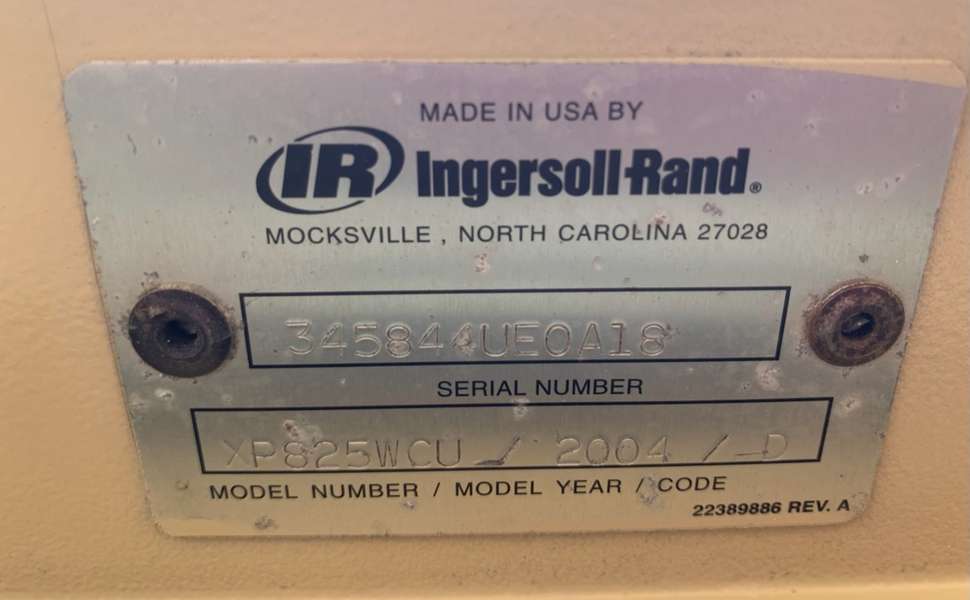 MADE IN USA BY
IR Ingersoll-Rand®
MOCKSVILLE, NORTH CAROLINA 27028
345844UE0A18
SERIAL NUMBER
XP825WCU / 2004 / D
MODEL NUMBER / MODEL YEAR / CODE
22389886 REV. A